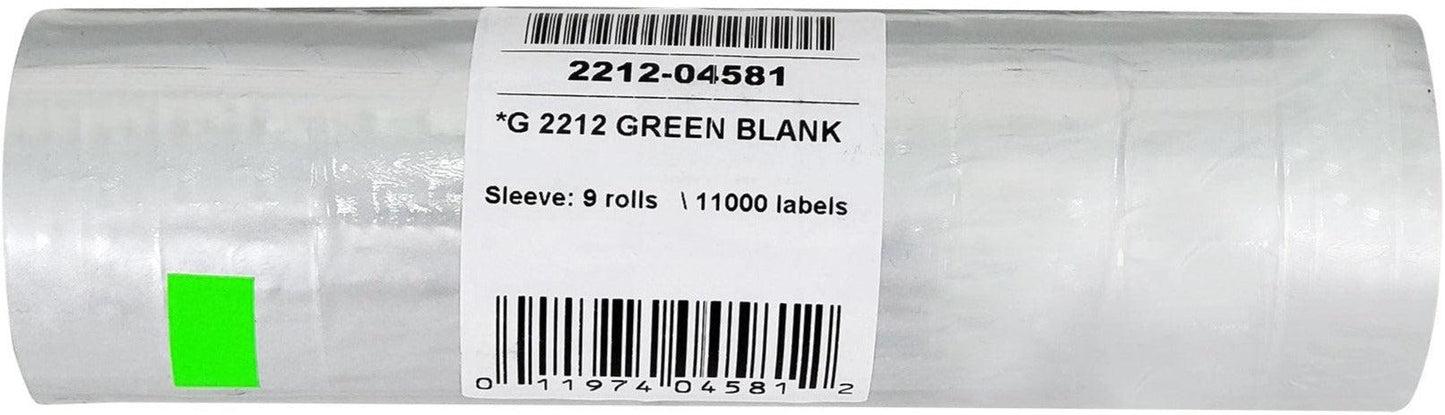 2212-04581
*G 2212 GREEN BLANK
Sleeve: 9 rolls \ 11000 labels
0 11974 04581 2